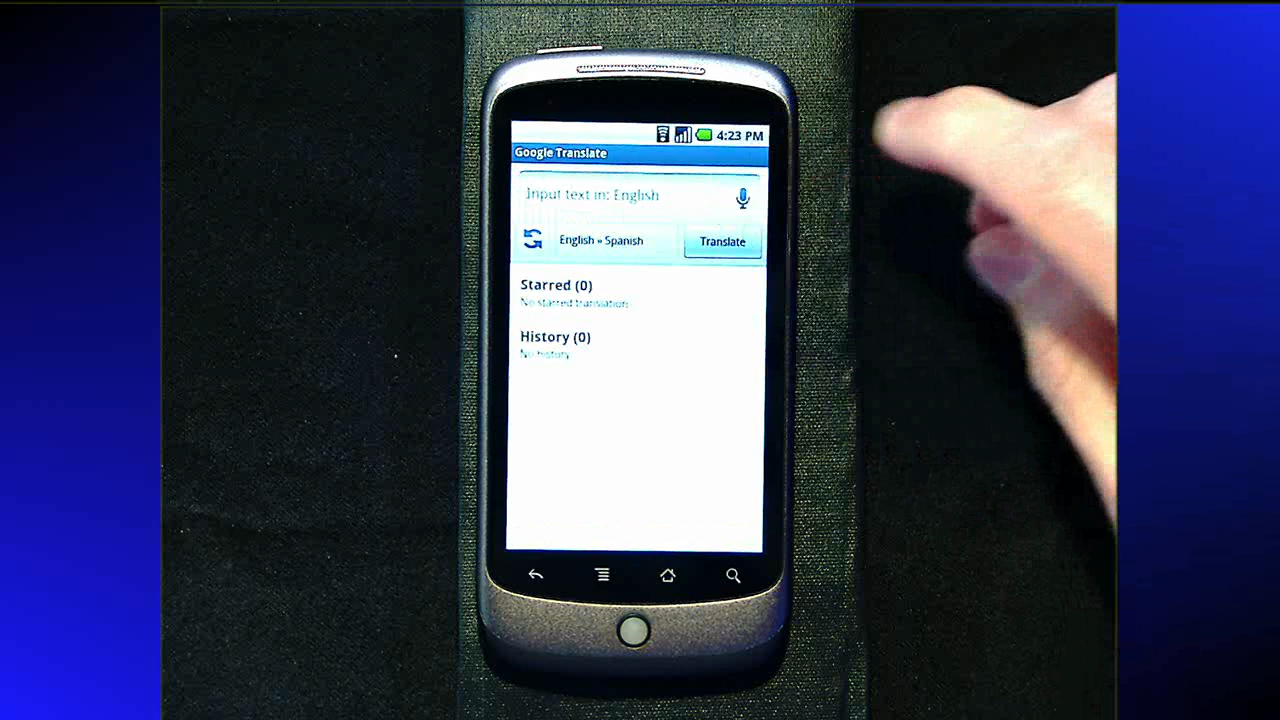 4:23 PM
Google Translate
Input text in: English
English » Spanish
Translate
Starred (0)
No starred translation
History (0)
No history